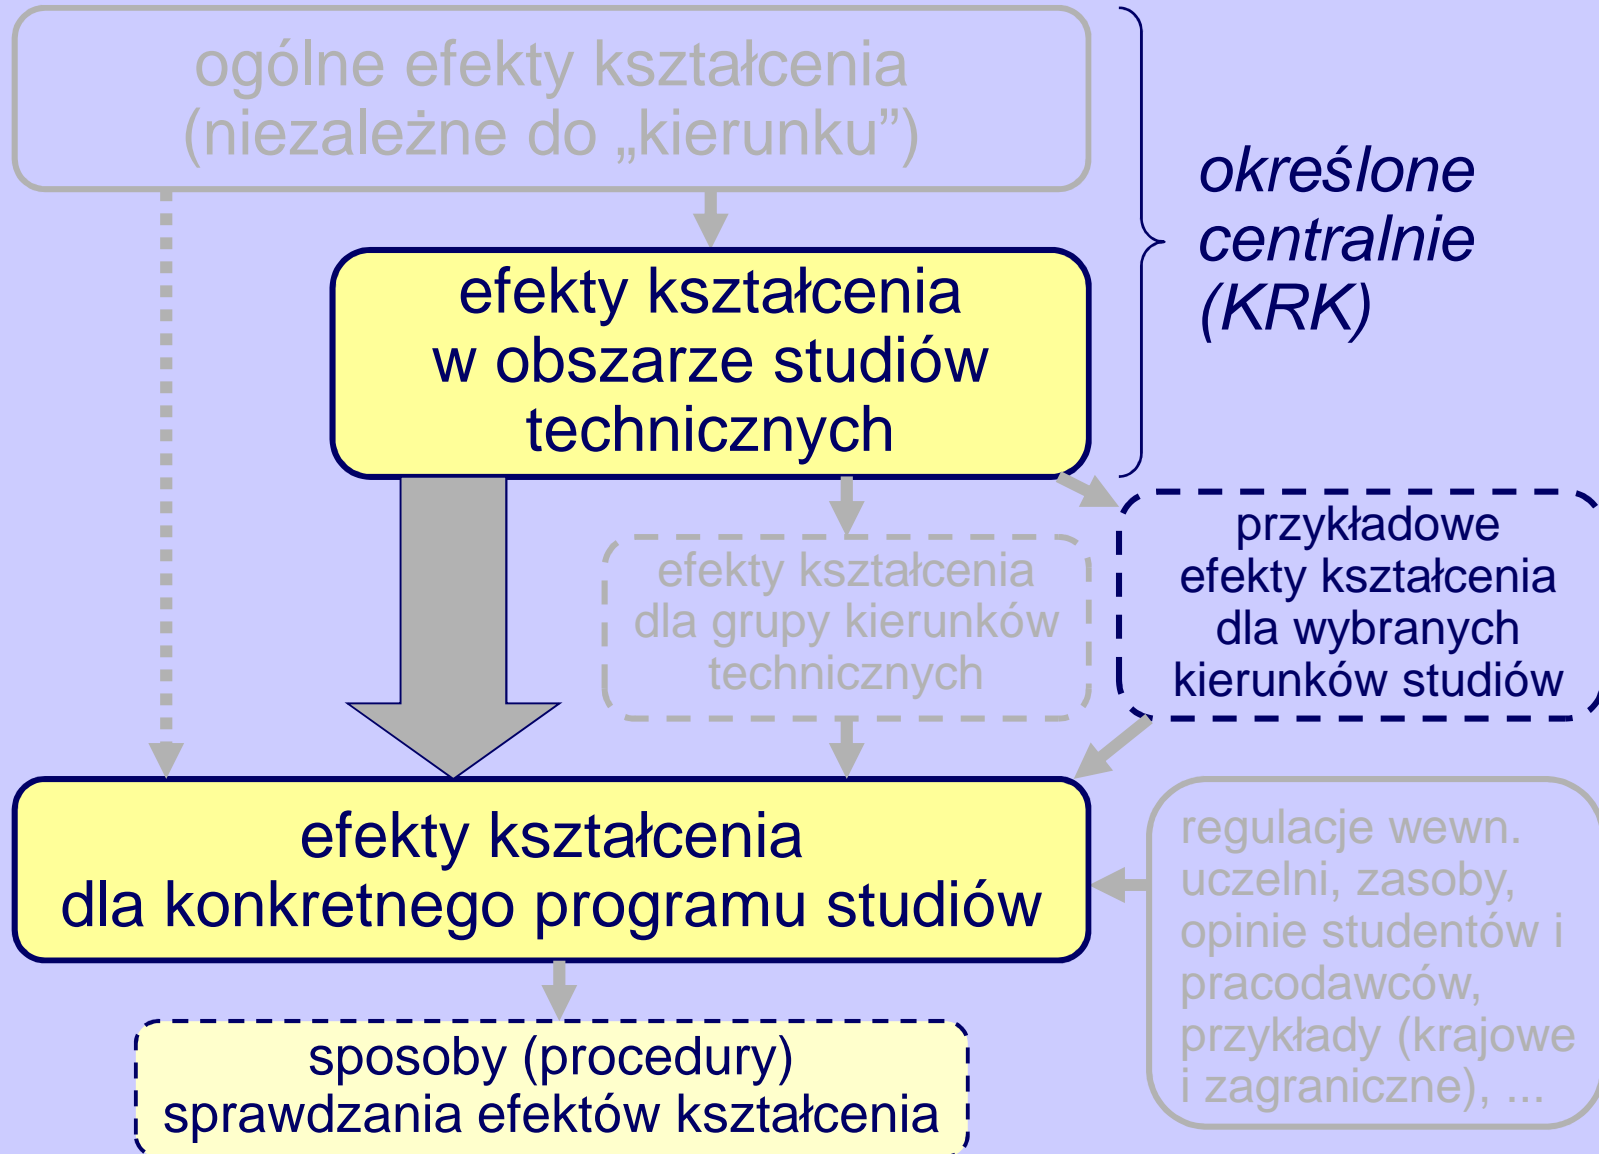 ogólne efekty kształcenia
(niezależne do „kierunku”)
określone
centralnie
(KRK)
efekty kształcenia
w obszarze studiów
technicznych
efekty kształcenia
dla grupy kierunków
technicznych
przykładowe
efekty kształcenia
dla wybranych
kierunków studiów
efekty kształcenia
dla konkretnego programu studiów
regulacje wewn.
uczelni, zasoby,
opinie studentów i
pracodawców,
przykłady (krajowe
i zagraniczne), ...
sposoby (procedury)
sprawdzania efektów kształcenia